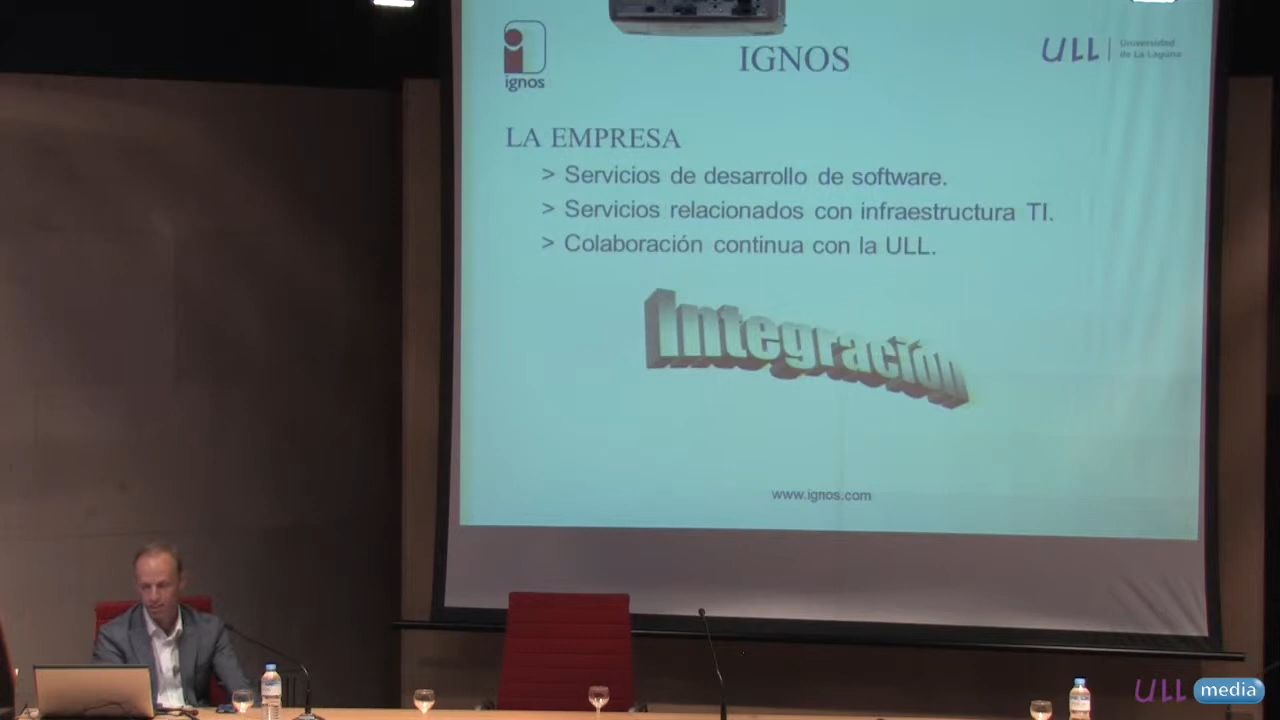 ignos
IGNOS
ULL
Universidad
de La Laguna
LA EMPRESA
> Servicios de desarrollo de software.
> Servicios relacionados con infraestructura TI.
> Colaboración continua con la ULL.
Integración
www.ignos.com
ULL media